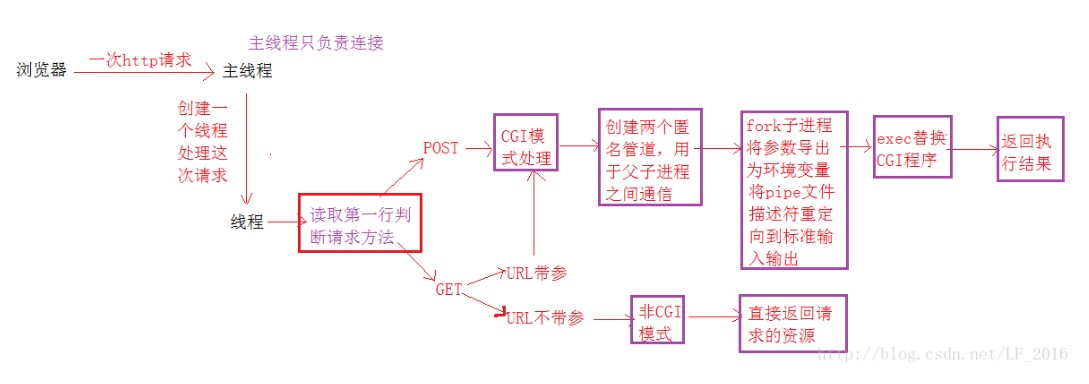 主线程只负责连接
浏览器
一次http请求
主线程
创建一
个线程
处理这
次请求
线程
读取第一行判
断请求方法
POST
CGI模
式处理
创建两个匿
名管道,用
于父子进程
之间通信
fork子进程
将参数导出
为环境变量
将pipe文件
描述符重定
向到标准输
入输出
exec替换
CGI程序
返回执
行结果
GET
URL带参
URL不带参
非CGI
模式
直接返回请
求的资源
http://blog.csdn.net/LF_2016